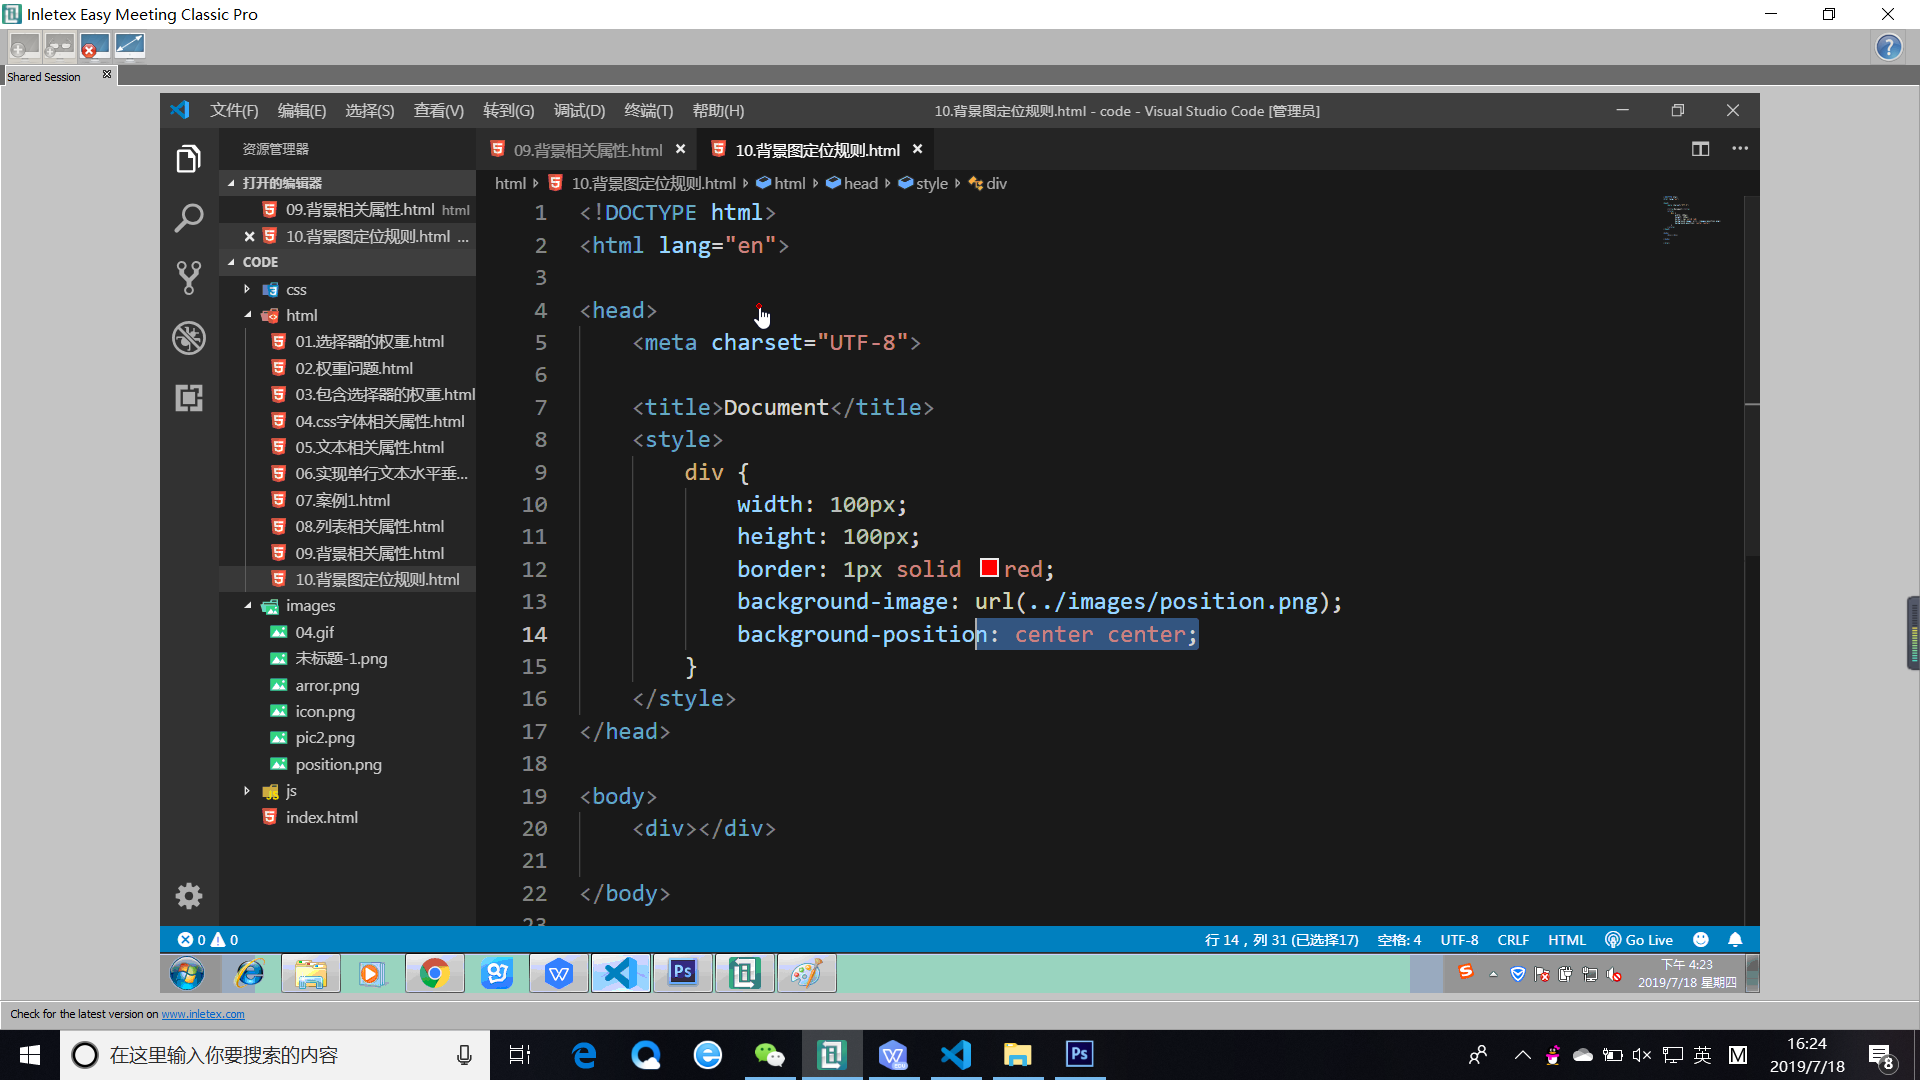 Inletex Easy Meeting Classic Pro
Shared Session
文件(F) 编辑(E) 选择(S) 查看(V) 转到(G) 调试(D) 终端(T) 帮助(H)
10.背景图定位规则.html - code - Visual Studio Code [管理员]
资源管理器
09.背景相关属性.html
10.背景图定位规则.html
打开的编辑器
09.背景相关属性.html html
10.背景图定位规则.html ...
CODE
css
html
01.选择器的权重.html
02.权重问题.html
03.包含选择器的权重.html
04.css字体相关属性.html
05.文本相关属性.html
06.实现单行文本水平垂...
07.案例1.html
08.列表相关属性.html
09.背景相关属性.html
10.背景图定位规则.html
images
04.gif
未标题-1.png
arror.png
icon.png
pic2.png
position.png
js
index.html
html 10.背景图定位规则.html html head style div
1 <!DOCTYPE html>
2 <html lang="en">
3
4 <head>
5 <meta charset="UTF-8">
6
7 <title>Document</title>
8 <style>
9 div {
10 width: 100px;
11 height: 100px;
12 border: 1px solid red;
13 background-image: url(../images/position.png);
14 background-position: center center;
15 }
16 </style>
17 </head>
18
19 <body>
20 <div></div>
21
22 </body>
23
0 0
行 14，列 31 (已选择17) 空格: 4 UTF-8 CRLF HTML Go Live
下午 4:23
2019/7/18 星期四
Check for the latest version on www.inletex.com
在这里输入你要搜索的内容
英 M
16:24
2019/7/18
8